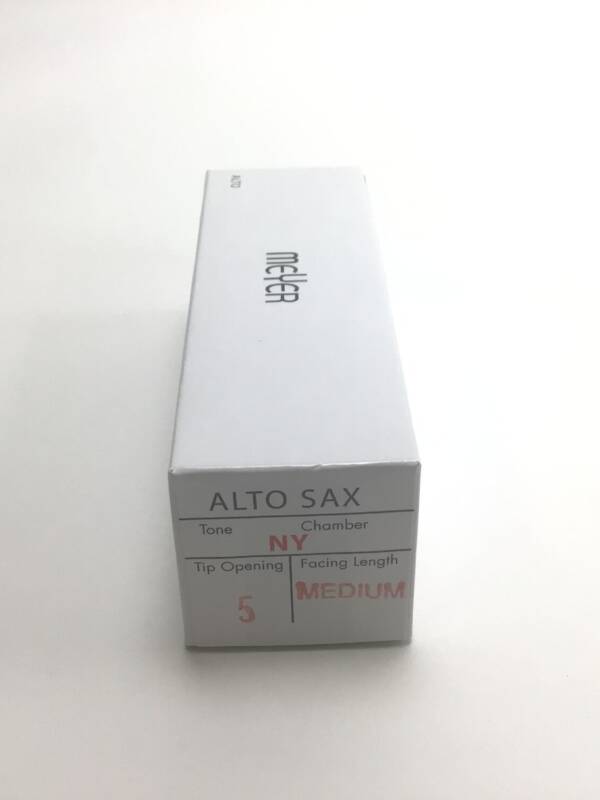 ALTO
MEYER
ALTO SAX
Tone Chamber
NY
Tip Opening Facing Length
5 MEDIUM